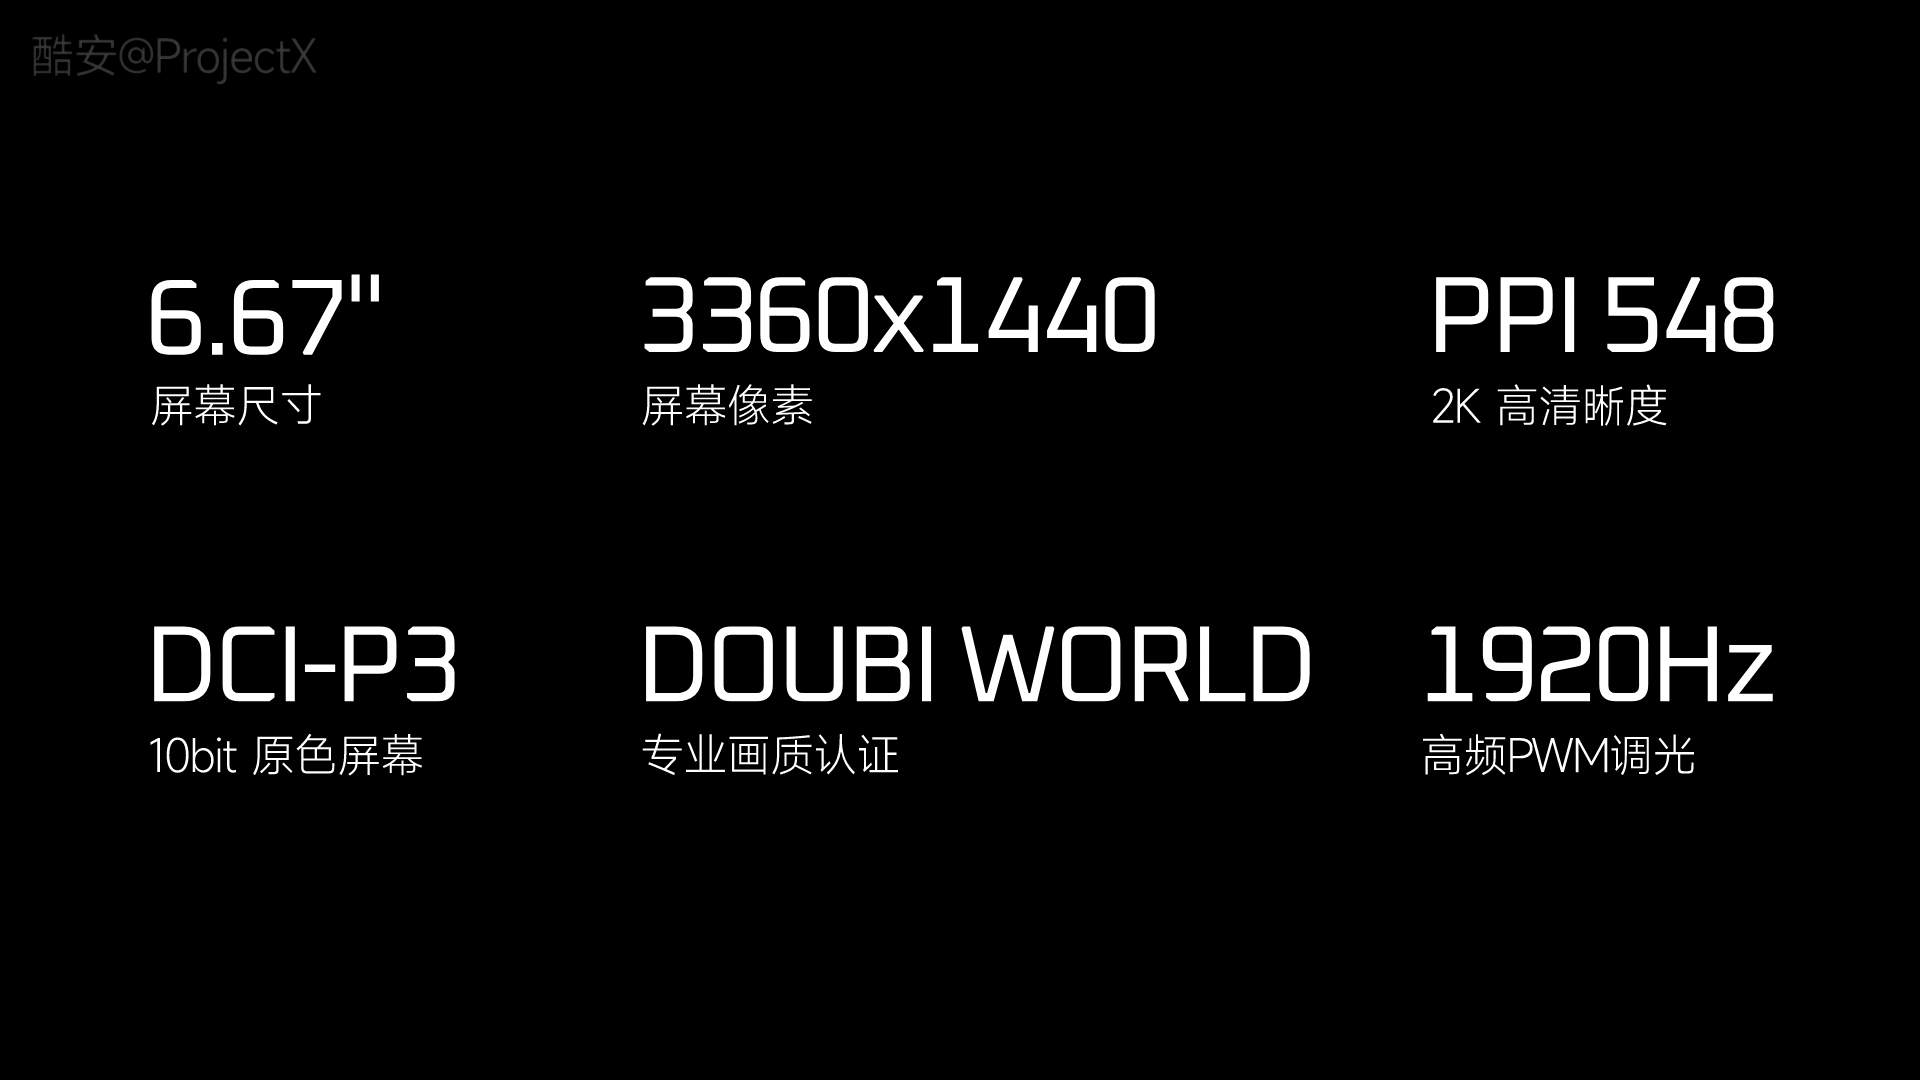 酷安@ProjectX
6.67"
屏幕尺寸
3360x1440
屏幕像素
PPI 548
2K 高清晰度
DCI-P3
10bit 原色屏幕
DOUBI WORLD
专业画质认证
1920Hz
高频PWM调光